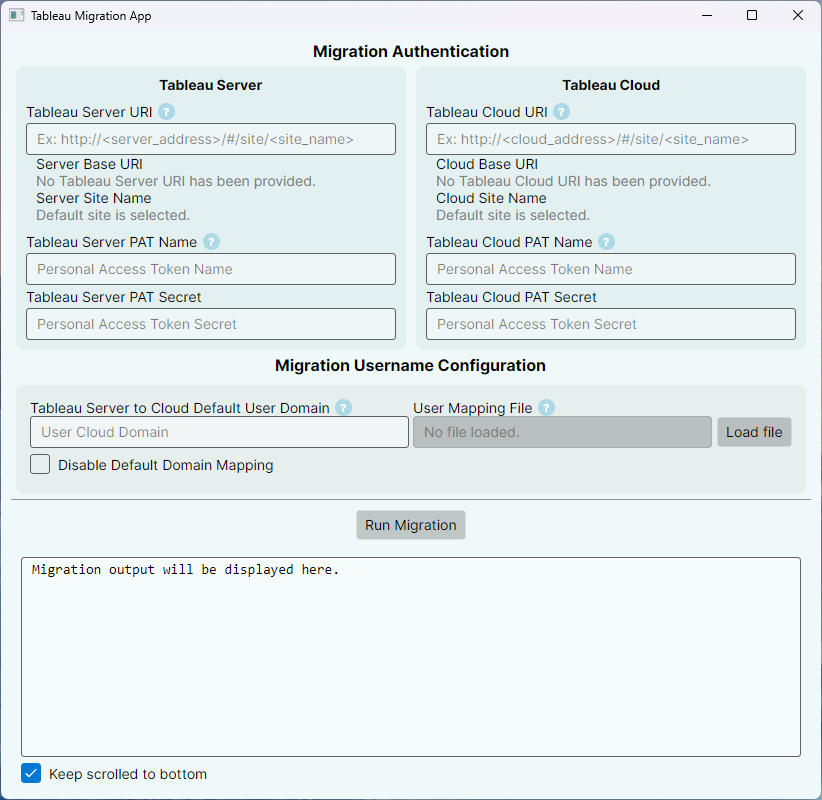 Tableau Migration App
Migration Authentication
Tableau Server
Tableau Server URI ?
Ex: http://<server_address>/#/site/<site_name>
Server Base URI
No Tableau Server URI has been provided.
Server Site Name
Default site is selected.
Tableau Server PAT Name ?
Personal Access Token Name
Tableau Server PAT Secret
Personal Access Token Secret
Tableau Cloud
Tableau Cloud URI ?
Ex: http://<cloud_address>/#/site/<site_name>
Cloud Base URI
No Tableau Cloud URI has been provided.
Cloud Site Name
Default site is selected.
Tableau Cloud PAT Name ?
Personal Access Token Name
Tableau Cloud PAT Secret
Personal Access Token Secret
Migration Username Configuration
Tableau Server to Cloud Default User Domain ?
User Cloud Domain
Disable Default Domain Mapping
User Mapping File ?
No file loaded.
Load file
Run Migration
Migration output will be displayed here.
Keep scrolled to bottom